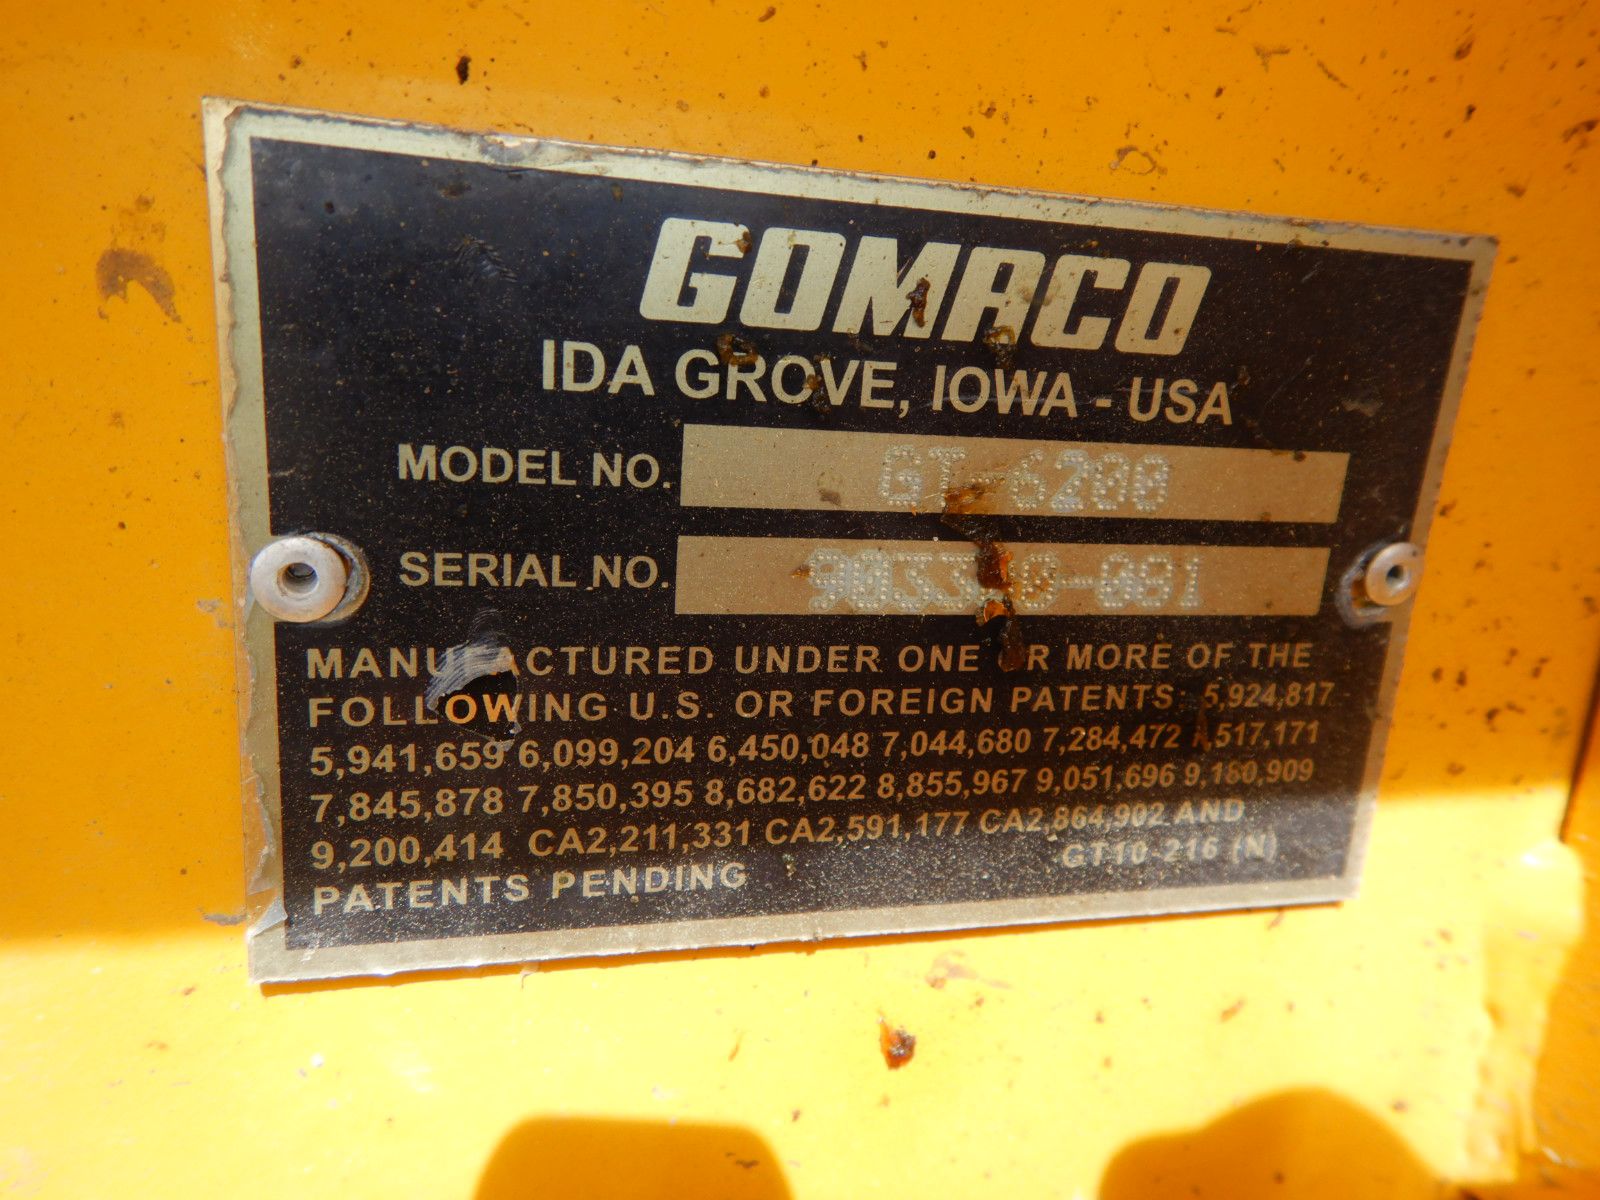 GOMACO
IDA GROVE, IOWA - USA
MODEL NO. GT-6200
SERIAL NO.
MANUFACTURED UNDER ONE OR MORE OF THE
FOLLOWING U.S. OR FOREIGN PATENTS: 5,924,817
5,941,659 6,099,204 6,450,048 7,044,680 7,284,472 7,517,171
7,845,878 7,850,395 8,682,622 8,855,967 9,051,696 9,180,909
9,200,414 CA2,211,331 CA2,591,177 CA2,864,902 AND
PATENTS PENDING GT10-216 (N)